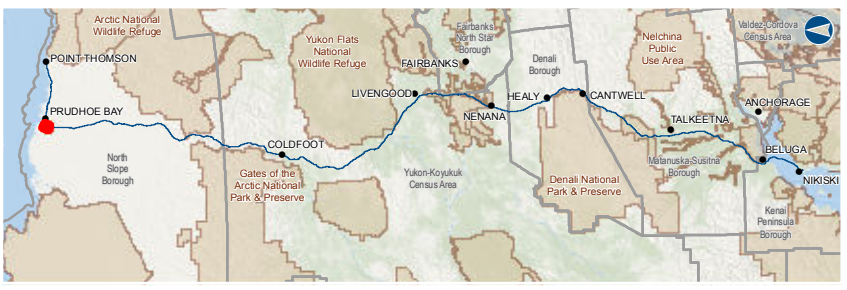 Arctic National
Wildlife Refuge
POINT THOMSON
PRUDHOE BAY
North
Slope
Borough
COLDFOOT
Gates of the
Arctic National
Park & Preserve
Yukon Flats
National
Wildlife Refuge
LIVENGOOD
Yukon-Koyukuk
Census Area
Fairbanks
North Star
Borough
FAIRBANKS
NENANA
Denali
Borough
HEALY
CANTWELL
Denali National
Park & Preserve
Nelchina
Public
Use Area
TALKEETNA
Matanuska-Susitna
Borough
Valdez-Cordova
Census Area
ANCHORAGE
BELUGA
NIKISKI
Kenai
Peninsula
Borough